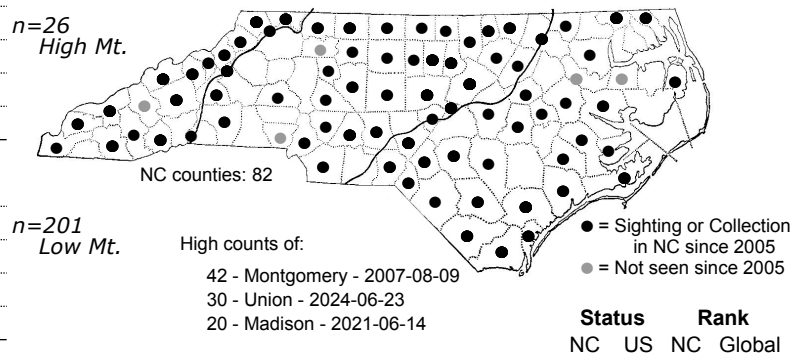 n=26
High Mt.
NC counties: 82
n=201
Low Mt.
High counts of:
42 - Montgomery - 2007-08-09
30 - Union - 2024-06-23
20 - Madison - 2021-06-14
= Sighting or Collection
in NC since 2005
= Not seen since 2005
Status Rank
NC US NC Global